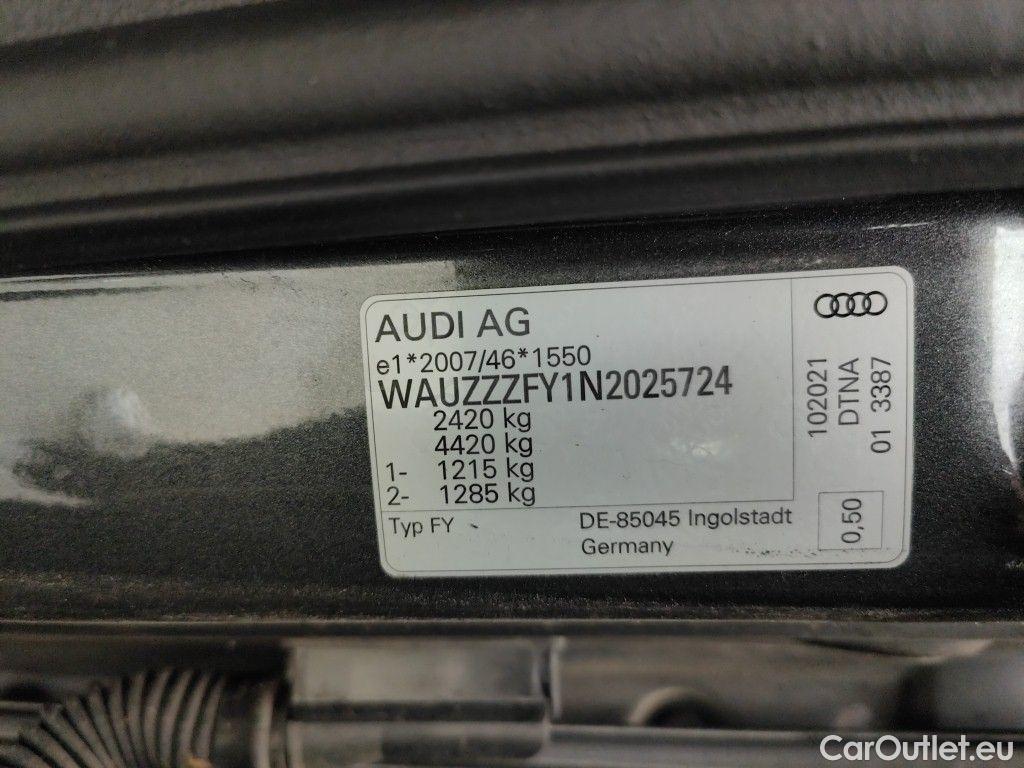 AUDI AG
e1*2007/46*1550
WAUZZZFY1N2025724
2420 kg
4420 kg
1- 1215 kg
2- 1285 kg
Typ FY
DE-85045 Ingolstadt
Germany
102021
DTNA
01 3387
0,50
CarOutlet.eu